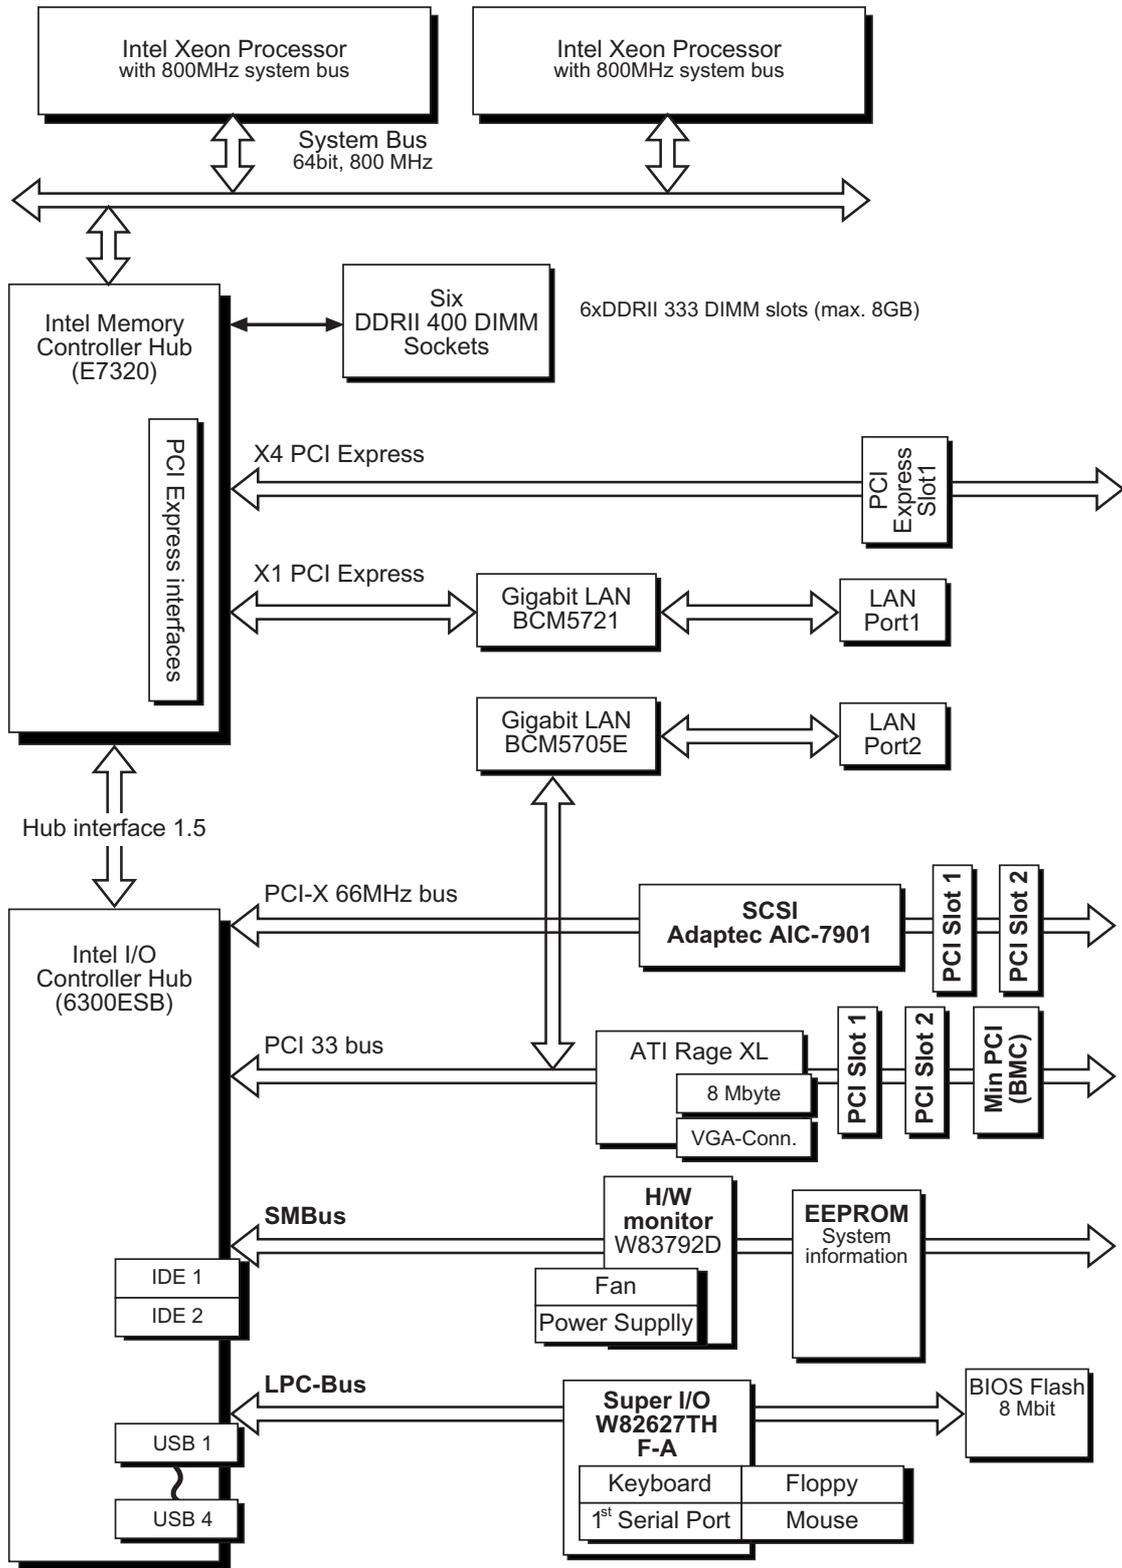 Intel Xeon Processor
with 800MHz system bus
Intel Xeon Processor
with 800MHz system bus
System Bus
64bit, 800 MHz
Intel Memory
Controller Hub
(E7320)
Six
DDRII 400 DIMM
Sockets
6xDDRII 333 DIMM slots (max. 8GB)
PCI Express interfaces
X4 PCI Express
PCI
Express
Slot1
X1 PCI Express
Gigabit LAN
BCM5721
LAN
Port1
Gigabit LAN
BCM5705E
LAN
Port2
Hub interface 1.5
Intel I/O
Controller Hub
(6300ESB)
PCI-X 66MHz bus
SCSI
Adaptec AIC-7901
PCI Slot 1
PCI Slot 2
PCI 33 bus
ATI Rage XL
8 Mbyte
VGA-Conn.
PCI Slot 1
PCI Slot 2
Min PCI
(BMC)
SMBus
H/W
monitor
W83792D
Fan
Power Supplly
EEPROM
System
information
IDE 1
IDE 2
LPC-Bus
Super I/O
W82627TH
F-A
Keyboard
Floppy
1st Serial Port
Mouse
BIOS Flash
8 Mbit
USB 1
USB 4